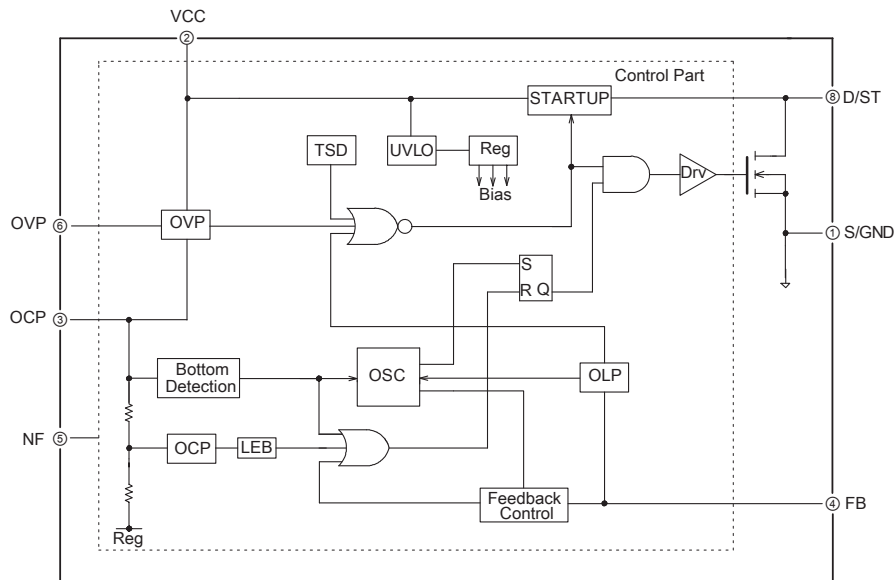 VCC
②
Control Part
STARTUP
⑧ D/ST
TSD
UVLO
Reg
Bias
Drv
OVP ⑥
OVP
① S/GND
S
R Q
OCP ③
Bottom
Detection
OSC
OLP
NF ⑤
OCP
LEB
Feedback
Control
④ FB
Reg